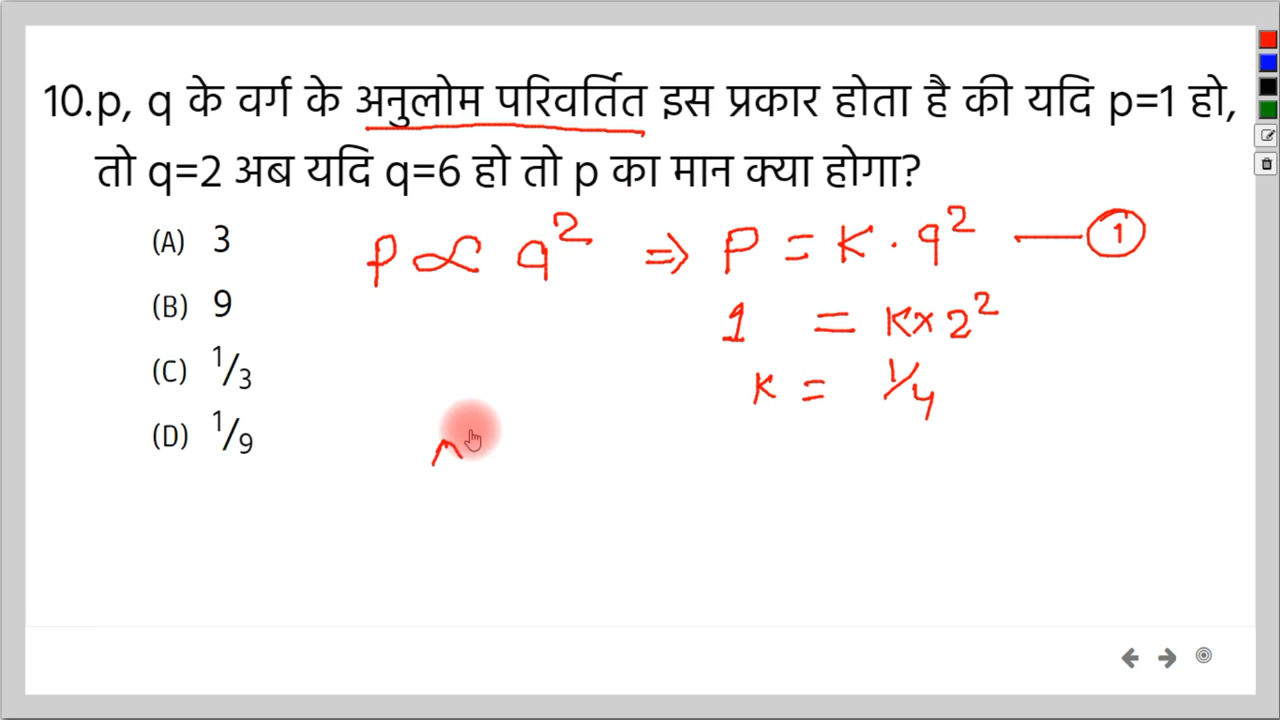 10.p, q के वर्ग के अनुलोम परिवर्तित इस प्रकार होता है की यदि p=1 हो,
तो q=2 अब यदि q=6 हो तो p का मान क्या होगा?
(A) 3
(B) 9
(C) 1/3
(D) 1/9
p ∝ q² ⇒ P = K · q² — ①
1 = K × 2²
K = 1/4